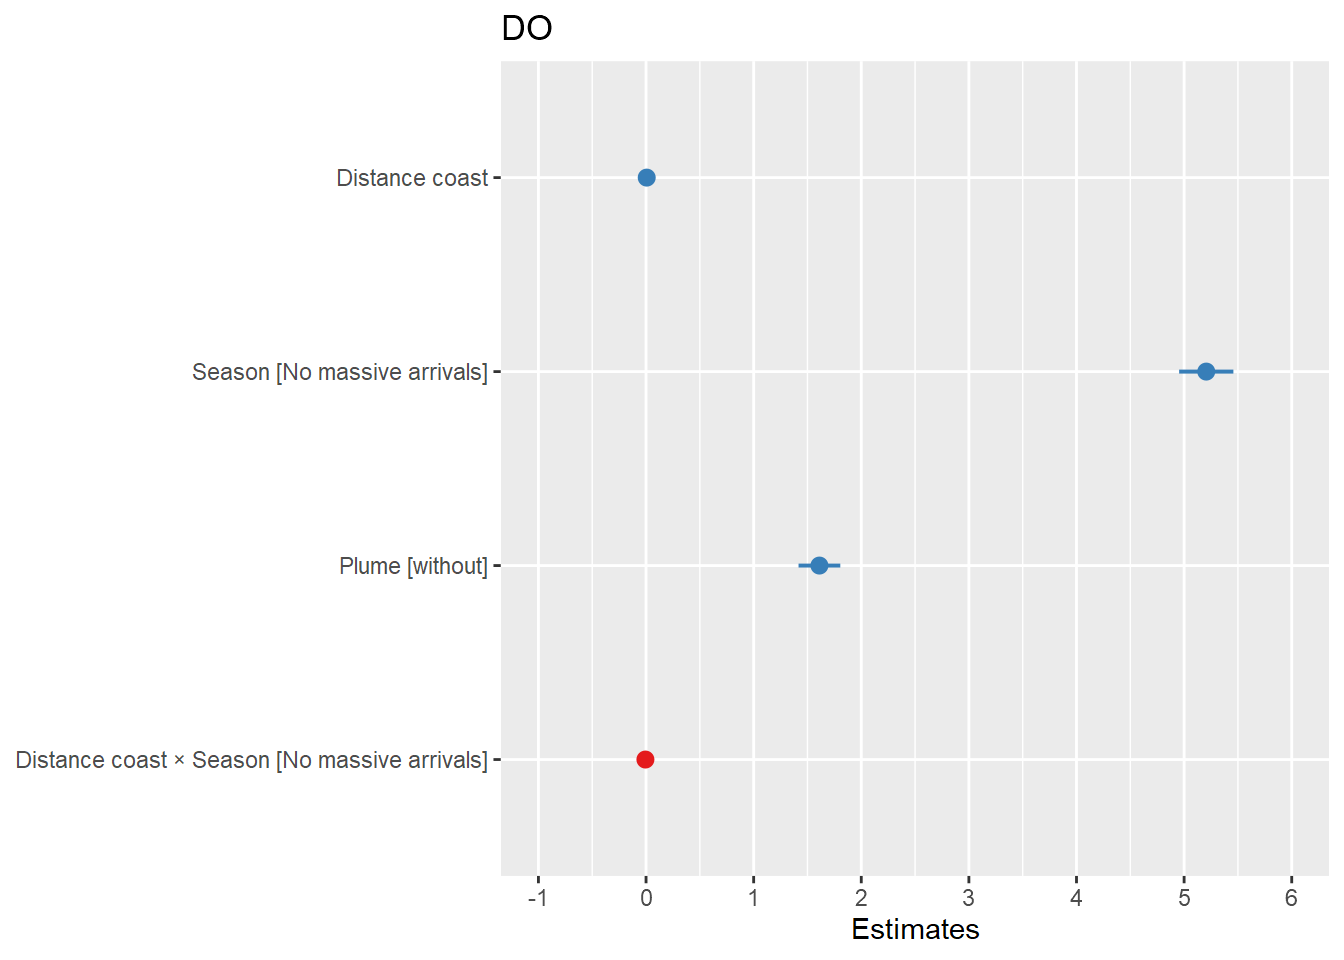 DO
Distance coast
Season [No massive arrivals]
Plume [without]
Distance coast × Season [No massive arrivals]
-1 0 1 2 3 4 5 6
Estimates